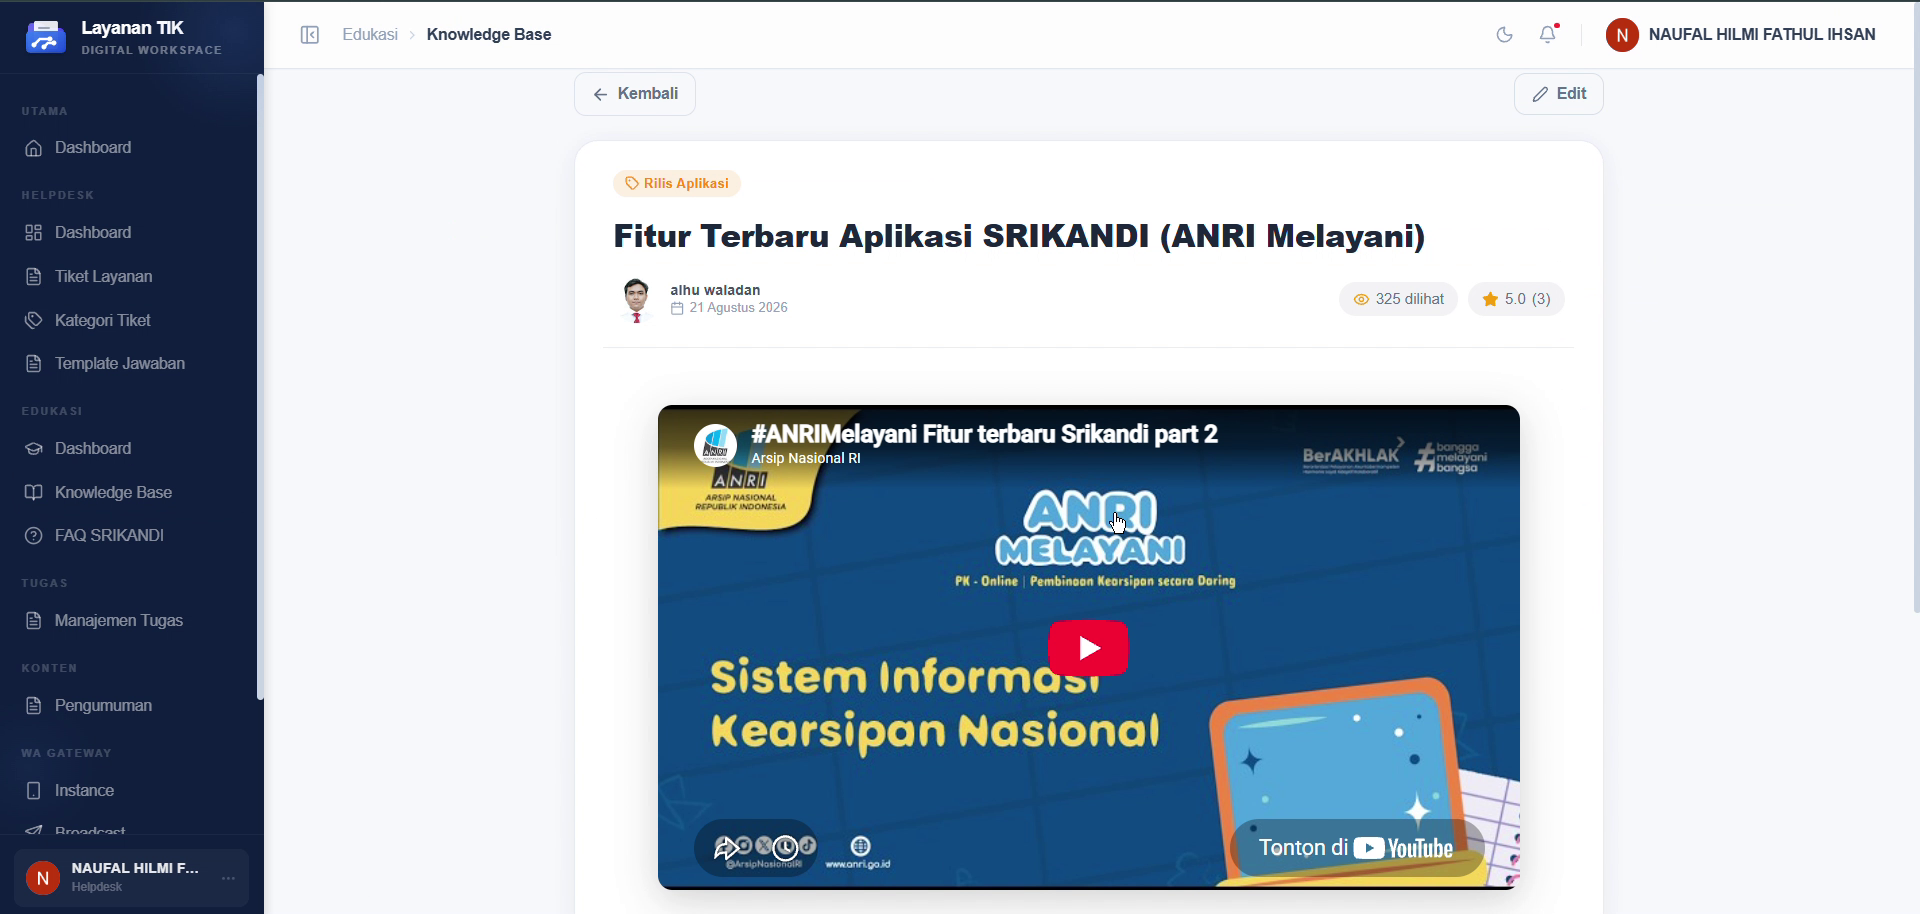 Layanan TIK
DIGITAL WORKSPACE
UTAMA
Dashboard
HELPDESK
Dashboard
Tiket Layanan
Kategori Tiket
Template Jawaban
EDUKASI
Dashboard
Knowledge Base
FAQ SRIKANDI
TUGAS
Manajemen Tugas
KONTEN
Pengumuman
WA GATEWAY
Instance
Broadcast
N
NAUFAL HILMI F...
Helpdesk
Edukasi > Knowledge Base
N NAUFAL HILMI FATHUL IHSAN
Kembali
Edit
Rilis Aplikasi
Fitur Terbaru Aplikasi SRIKANDI (ANRI Melayani)
alhu waladan
21 Agustus 2026
325 dilihat
5.0 (3)
#ANRIMelayani Fitur terbaru Srikandi part 2
Arsip Nasional RI
ANRI
ARSIP NASIONAL
REPUBLIK INDONESIA
BerAKHLAK
#bangga
melayani
bangsa
ANRI
MELAYANI
PK - Online | Pembinaan Kearsipan secara Daring
Sistem Informasi
Kearsipan Nasional
@ArsipNasionalRI
www.anri.go.id
Tonton di YouTube